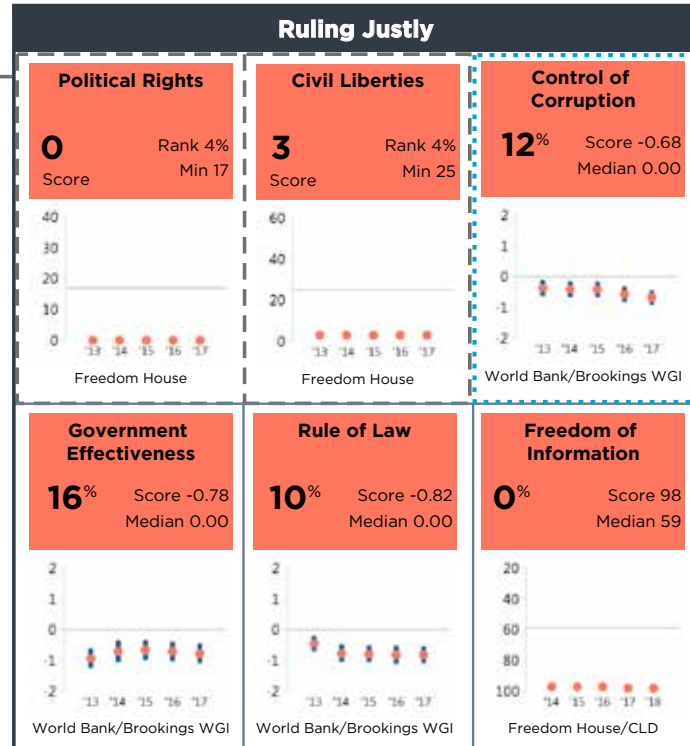 Ruling Justly
Political Rights
0
Score
Rank 4%
Min 17
40
30
20
10
0
'13 '14 '15 '16 '17
Freedom House
Civil Liberties
3
Score
Rank 4%
Min 25
60
40
20
0
'13 '14 '15 '16 '17
Freedom House
Control of
Corruption
12%
Score -0.68
Median 0.00
2
1
0
-1
-2
'13 '14 '15 '16 '17
World Bank/Brookings WGI
Government
Effectiveness
16%
Score -0.78
Median 0.00
2
1
0
-1
-2
'13 '14 '15 '16 '17
World Bank/Brookings WGI
Rule of Law
10%
Score -0.82
Median 0.00
2
1
0
-1
-2
'13 '14 '15 '16 '17
World Bank/Brookings WGI
Freedom of
Information
0%
Score 98
Median 59
20
40
60
80
100
'14 '15 '16 '17 '18
Freedom House/CLD